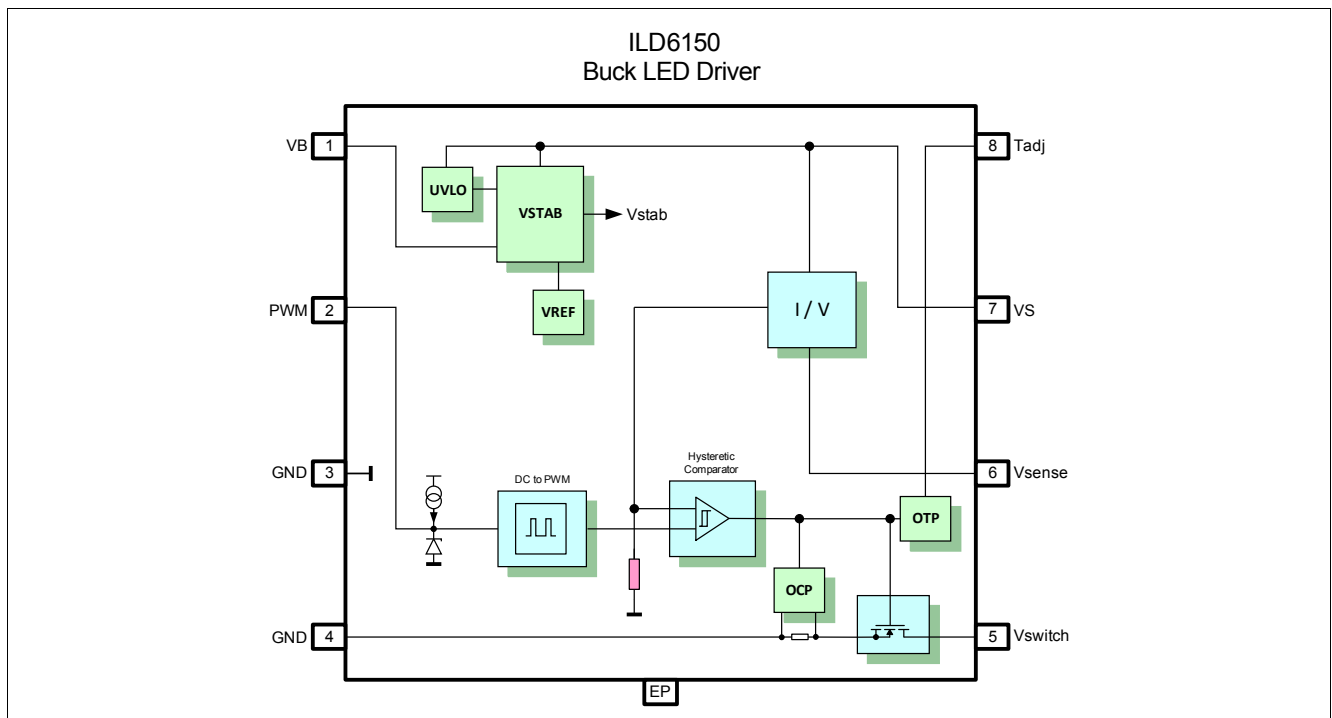 ILD6150
Buck LED Driver
VB 1
8 Tadj
UVLO
VSTAB
Vstab
VREF
PWM 2
I / V
7 VS
GND 3
DC to PWM
Hysteretic
Comparator
6 Vsense
OTP
OCP
GND 4
5 Vswitch
EP